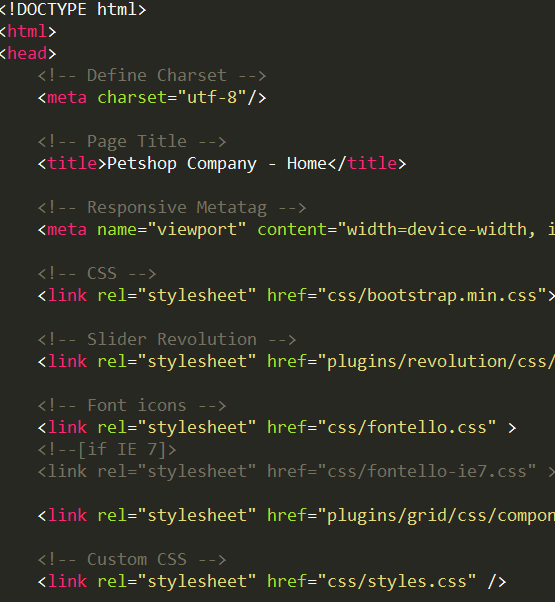 <!DOCTYPE html>
<html>
<head>
<!-- Define Charset -->
<meta charset="utf-8"/>
<!-- Page Title -->
<title>Petshop Company - Home</title>
<!-- Responsive Metatag -->
<meta name="viewport" content="width=device-width, i
<!-- CSS -->
<link rel="stylesheet" href="css/bootstrap.min.css">
<!-- Slider Revolution -->
<link rel="stylesheet" href="plugins/revolution/css/
<!-- Font icons -->
<link rel="stylesheet" href="css/fontello.css" >
<!--[if IE 7]>
<link rel="stylesheet" href="css/fontello-ie7.css" >
<link rel="stylesheet" href="plugins/grid/css/compon
<!-- Custom CSS -->
<link rel="stylesheet" href="css/styles.css" />